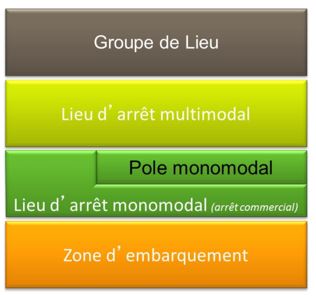 Groupe de Lieu
Lieu d’arrêt multimodal
Pole monomodal
Lieu d’arrêt monomodal (arrêt commercial)
Zone d’embarquement